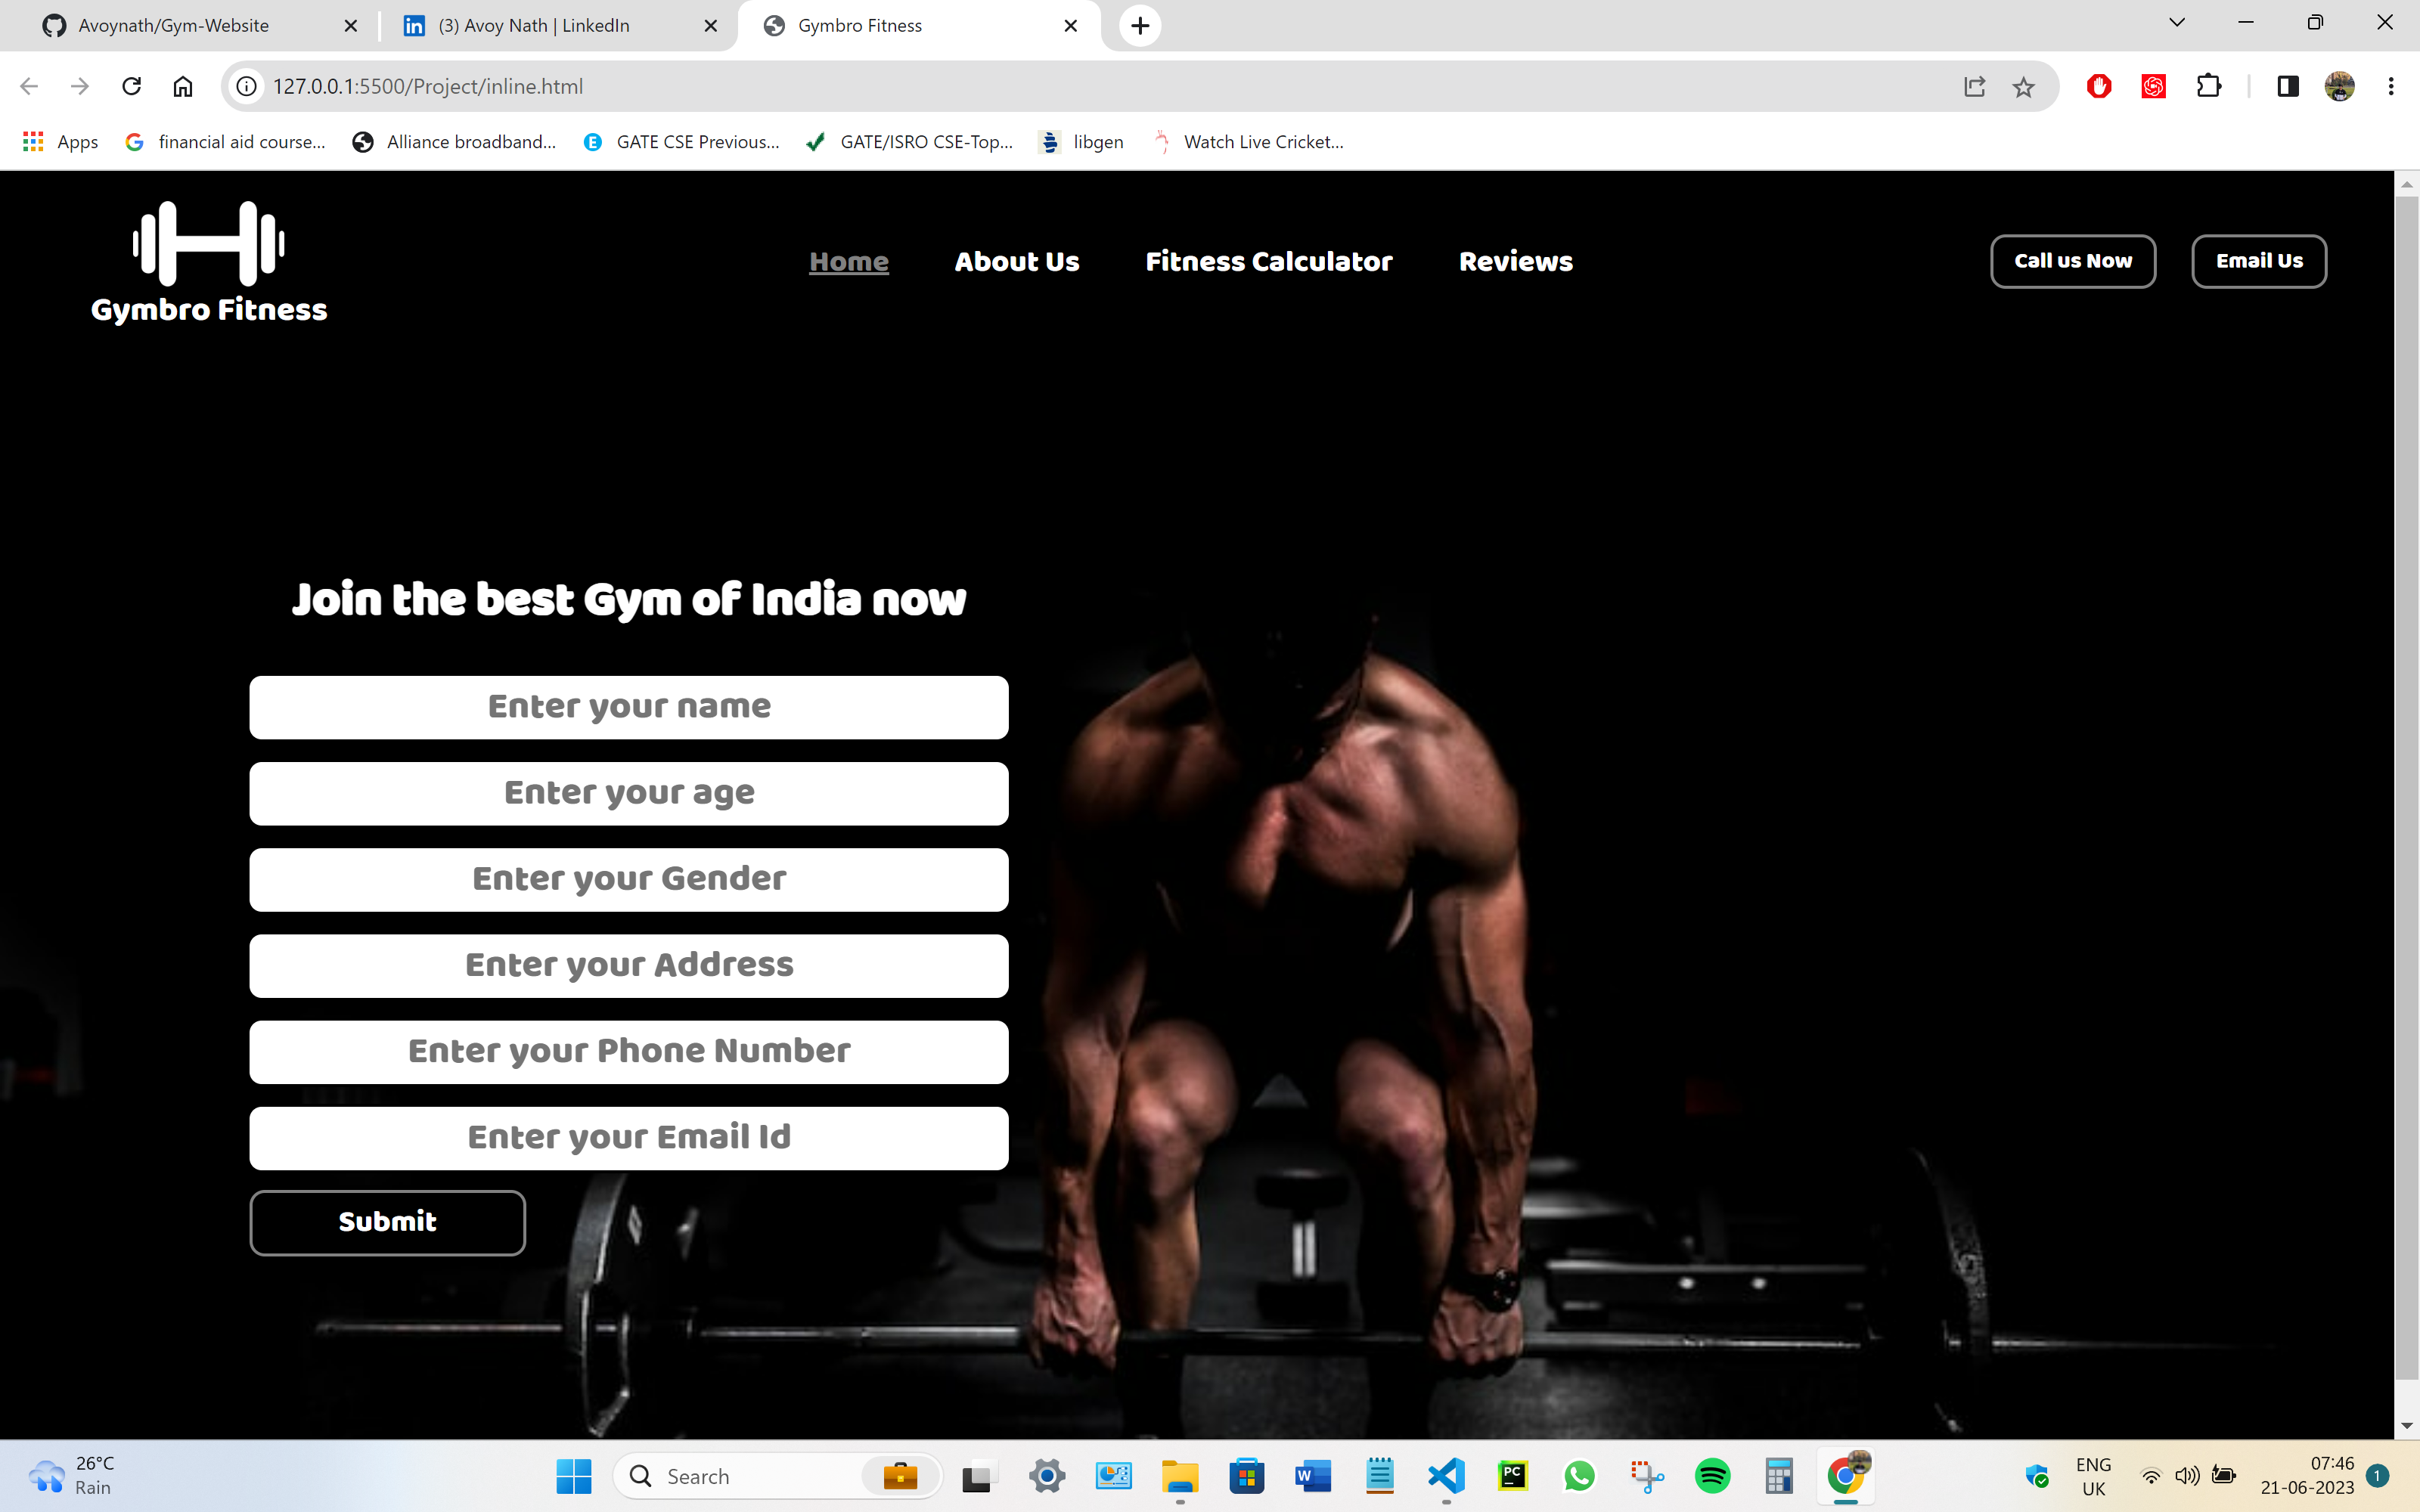 Avoynath/Gym-Website
(3) Avoy Nath | LinkedIn
Gymbro Fitness
127.0.0.1:5500/Project/inline.html
Apps
financial aid course...
Alliance broadband...
GATE CSE Previous...
GATE/ISRO CSE-Top...
libgen
Watch Live Cricket...
Gymbro Fitness
Home
About Us
Fitness Calculator
Reviews
Call us Now
Email Us
Join the best Gym of India now
Enter your name
Enter your age
Enter your Gender
Enter your Address
Enter your Phone Number
Enter your Email Id
Submit
26°C
Rain
Search
ENG
UK
07:46
21-06-2023
1